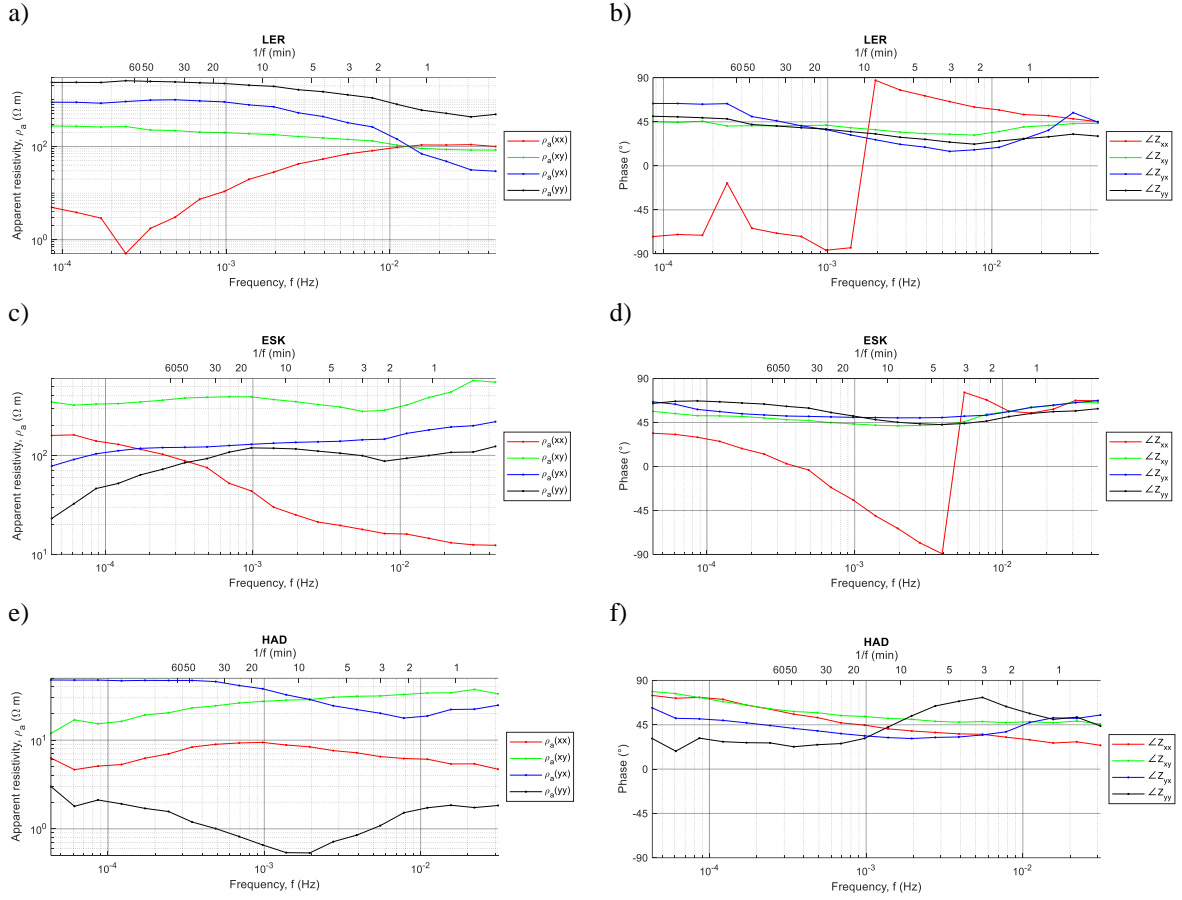 a)
LER
1/f (min)
60 50 30 20 10 5 3 2 1
Apparent resistivity, ρa (Ω m)
10^2
10^0
10^-4 10^-3 10^-2
Frequency, f (Hz)
ρa(xx)
ρa(xy)
ρa(yx)
ρa(yy)
b)
LER
1/f (min)
60 50 30 20 10 5 3 2 1
Phase (°)
90
45
0
-45
-90
10^-4 10^-3 10^-2
Frequency, f (Hz)
∠Zxx
∠Zxy
∠Zyx
∠Zyy
c)
ESK
1/f (min)
60 50 30 20 10 5 3 2 1
Apparent resistivity, ρa (Ω m)
10^2
10^1
10^-4 10^-3 10^-2
Frequency, f (Hz)
ρa(xx)
ρa(xy)
ρa(yx)
ρa(yy)
d)
ESK
1/f (min)
60 50 30 20 10 5 3 2 1
Phase (°)
90
45
0
-45
-90
10^-4 10^-3 10^-2
Frequency, f (Hz)
∠Zxx
∠Zxy
∠Zyx
∠Zyy
e)
HAD
1/f (min)
60 50 30 20 10 5 3 2 1
Apparent resistivity, ρa (Ω m)
10^1
10^0
10^-4 10^-3 10^-2
Frequency, f (Hz)
ρa(xx)
ρa(xy)
ρa(yx)
ρa(yy)
f)
HAD
1/f (min)
60 50 30 20 10 5 3 2 1
Phase (°)
90
45
0
-45
-90
10^-4 10^-3 10^-2
Frequency, f (Hz)
∠Zxx
∠Zxy
∠Zyx
∠Zyy